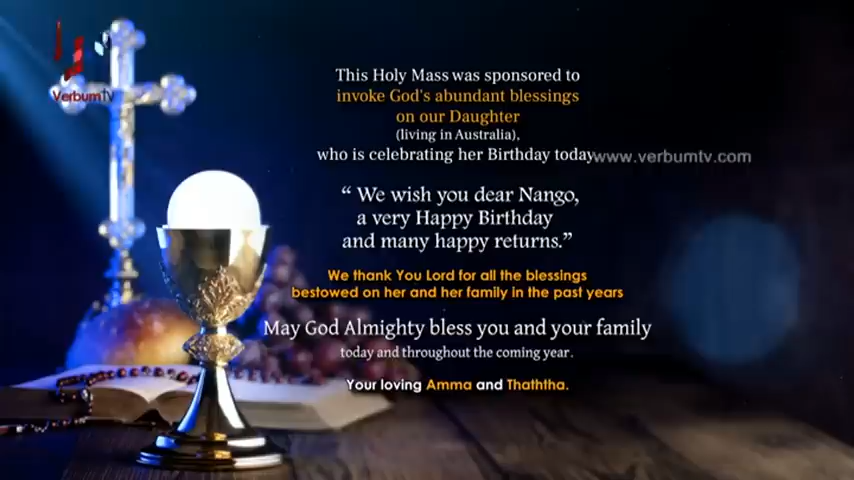 VerbumTV
This Holy Mass was sponsored to
invoke God's abundant blessings
on our Daughter
(living in Australia),
who is celebrating her Birthday today
www.verbumtv.com
“ We wish you dear Nango,
a very Happy Birthday
and many happy returns.”
We thank You Lord for all the blessings
bestowed on her and her family in the past years
May God Almighty bless you and your family
today and throughout the coming year.
Your loving Amma and Thaththa.